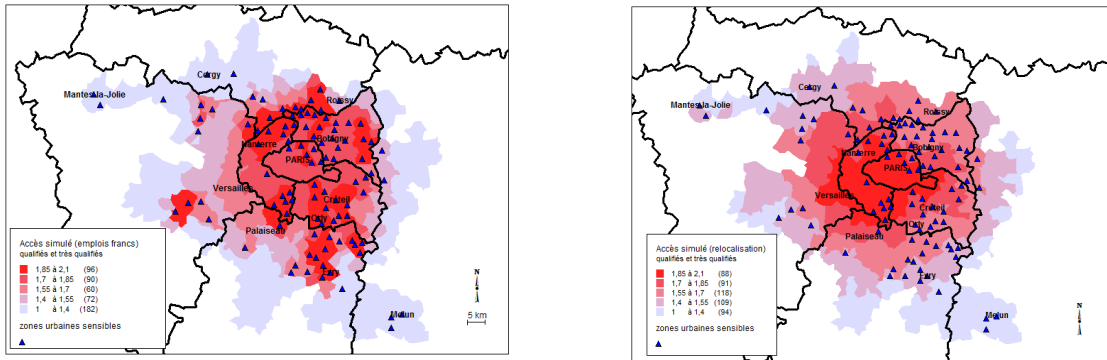 Cergy
Mantes-la-Jolie
Roissy
Nanterre
Bobigny
PARIS
Versailles
Créteil
Orly
Palaiseau
Evry
Melun
Accès simulé (emplois francs)
qualifiés et très qualifiés
1,85 à 2,1 (96)
1,7 à 1,85 (90)
1,55 à 1,7 (60)
1,4 à 1,55 (72)
1 à 1,4 (182)
zones urbaines sensibles
N
5 km
Cergy
Mantes-la-Jolie
Roissy
Nanterre
Bobigny
PARIS
Versailles
Créteil
Orly
Palaiseau
Evry
Melun
Accès simulé (relocalisation)
qualifiés et très qualifiés
1,85 à 2,1 (88)
1,7 à 1,85 (91)
1,55 à 1,7 (118)
1,4 à 1,55 (109)
1 à 1,4 (94)
zones urbaines sensibles
N